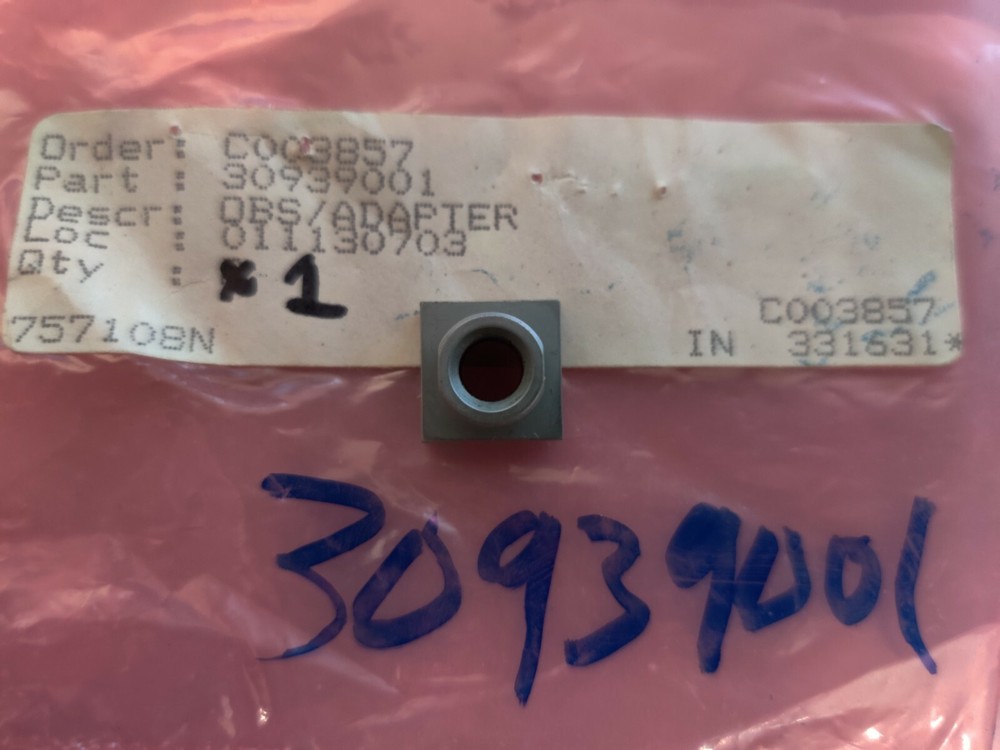 Order: C003857
Part : 30939001
Descr: OBS/ADAPTER
Loc : 011130703
Qty : * 1
C003857
757108N IN 331631*
30939001